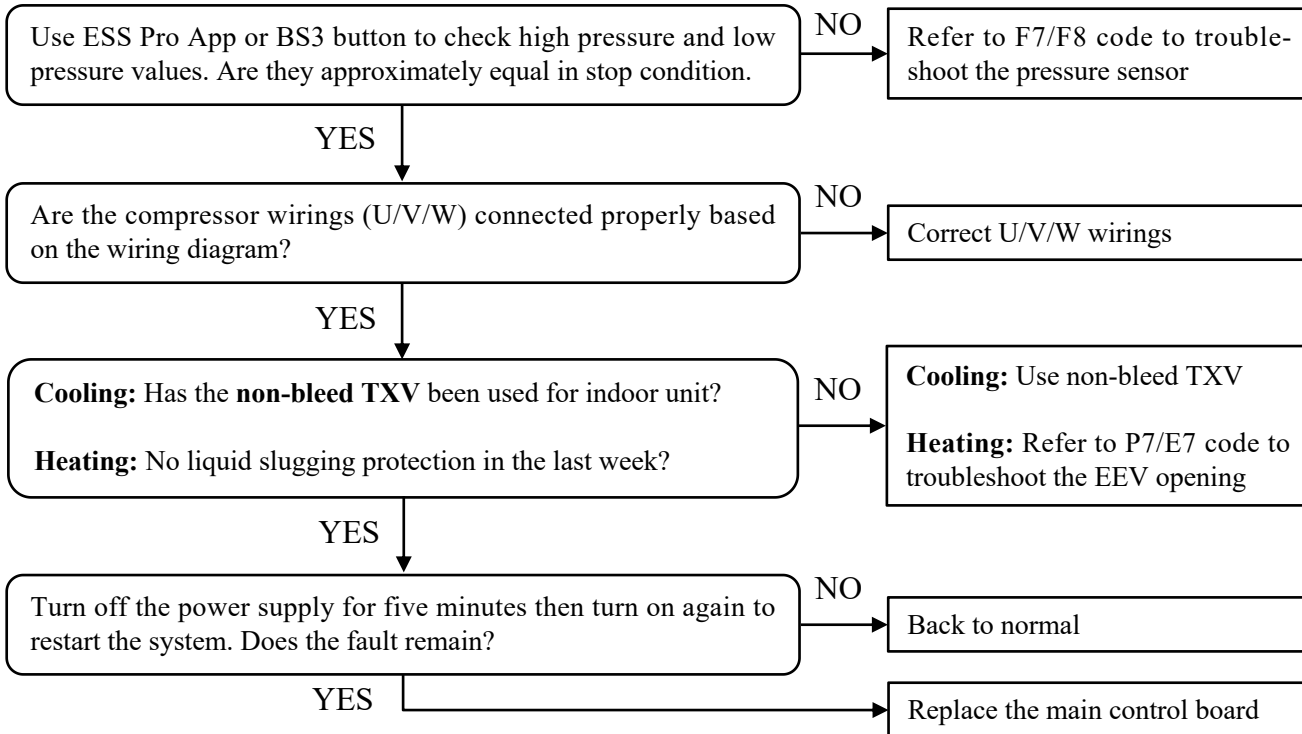 Use ESS Pro App or BS3 button to check high pressure and low
pressure values. Are they approximately equal in stop condition.
NO
Refer to F7/F8 code to trouble-
shoot the pressure sensor
YES
Are the compressor wirings (U/V/W) connected properly based
on the wiring diagram?
NO
Correct U/V/W wirings
YES
Cooling: Has the non-bleed TXV been used for indoor unit?
Heating: No liquid slugging protection in the last week?
NO
Cooling: Use non-bleed TXV
Heating: Refer to P7/E7 code to
troubleshoot the EEV opening
YES
Turn off the power supply for five minutes then turn on again to
restart the system. Does the fault remain?
NO
Back to normal
YES
Replace the main control board